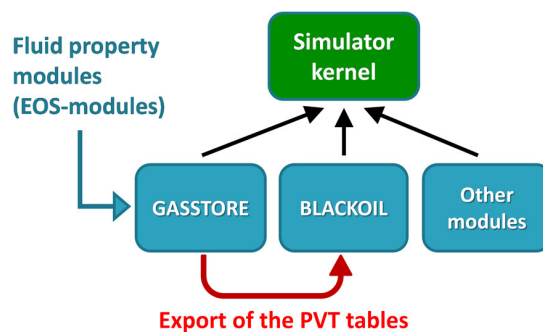 Fluid property
modules
(EOS-modules)
Simulator
kernel
GASSTORE
BLACKOIL
Other
modules
Export of the PVT tables